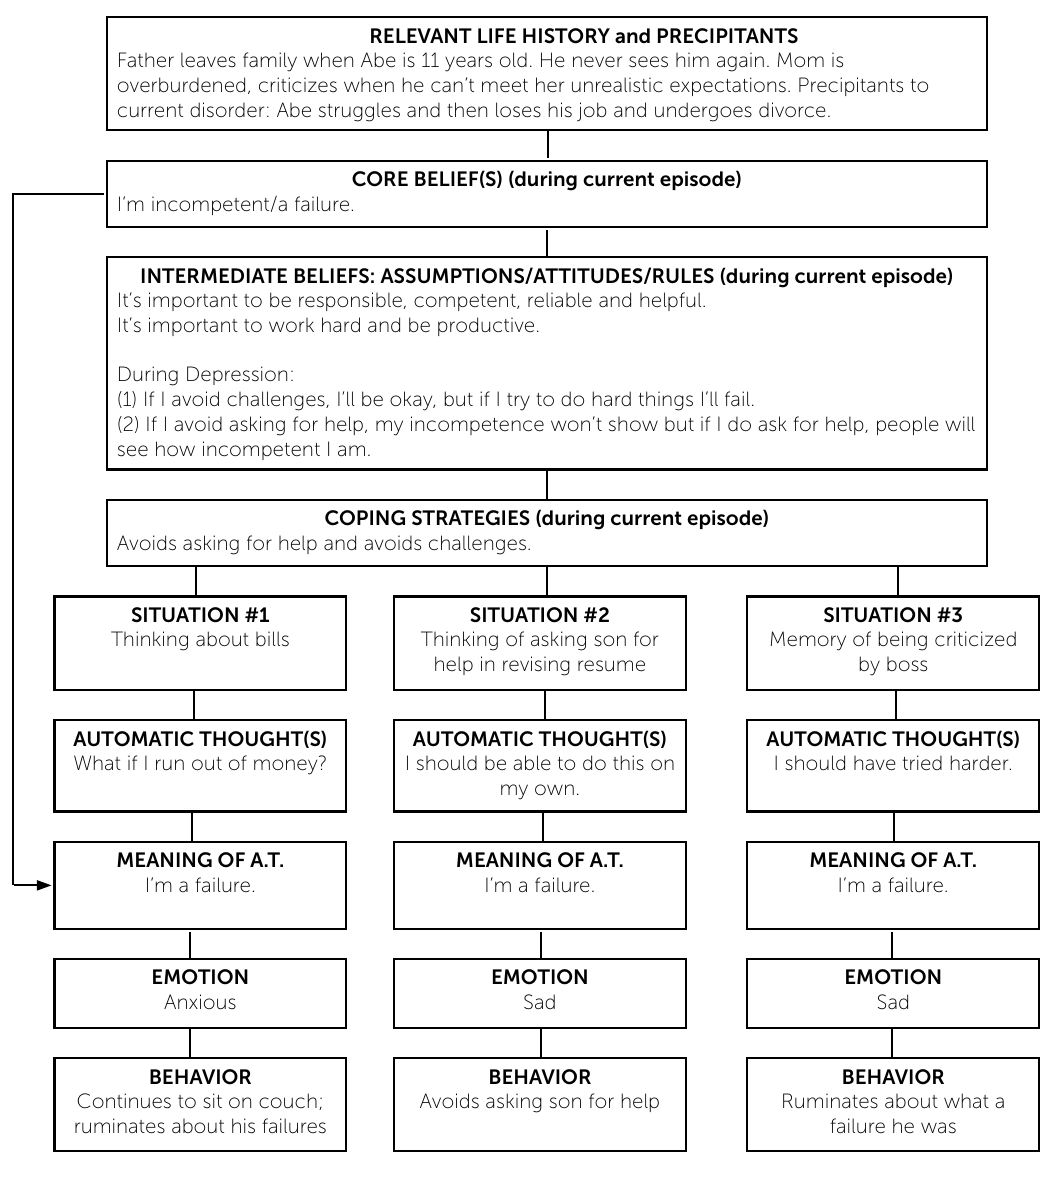 RELEVANT LIFE HISTORY and PRECIPITANTS
Father leaves family when Abe is 11 years old. He never sees him again. Mom is
overburdened, criticizes when he can’t meet her unrealistic expectations. Precipitants to
current disorder: Abe struggles and then loses his job and undergoes divorce.
CORE BELIEF(S) (during current episode)
I’m incompetent/a failure.
INTERMEDIATE BELIEFS: ASSUMPTIONS/ATTITUDES/RULES (during current episode)
It’s important to be responsible, competent, reliable and helpful.
It’s important to work hard and be productive.
During Depression:
(1) If I avoid challenges, I’ll be okay, but if I try to do hard things I’ll fail.
(2) If I avoid asking for help, my incompetence won’t show but if I do ask for help, people will
see how incompetent I am.
COPING STRATEGIES (during current episode)
Avoids asking for help and avoids challenges.
SITUATION #1
Thinking about bills
AUTOMATIC THOUGHT(S)
What if I run out of money?
MEANING OF A.T.
I’m a failure.
EMOTION
Anxious
BEHAVIOR
Continues to sit on couch;
ruminates about his failures
SITUATION #2
Thinking of asking son for
help in revising resume
AUTOMATIC THOUGHT(S)
I should be able to do this on
my own.
MEANING OF A.T.
I’m a failure.
EMOTION
Sad
BEHAVIOR
Avoids asking son for help
SITUATION #3
Memory of being criticized
by boss
AUTOMATIC THOUGHT(S)
I should have tried harder.
MEANING OF A.T.
I’m a failure.
EMOTION
Sad
BEHAVIOR
Ruminates about what a
failure he was